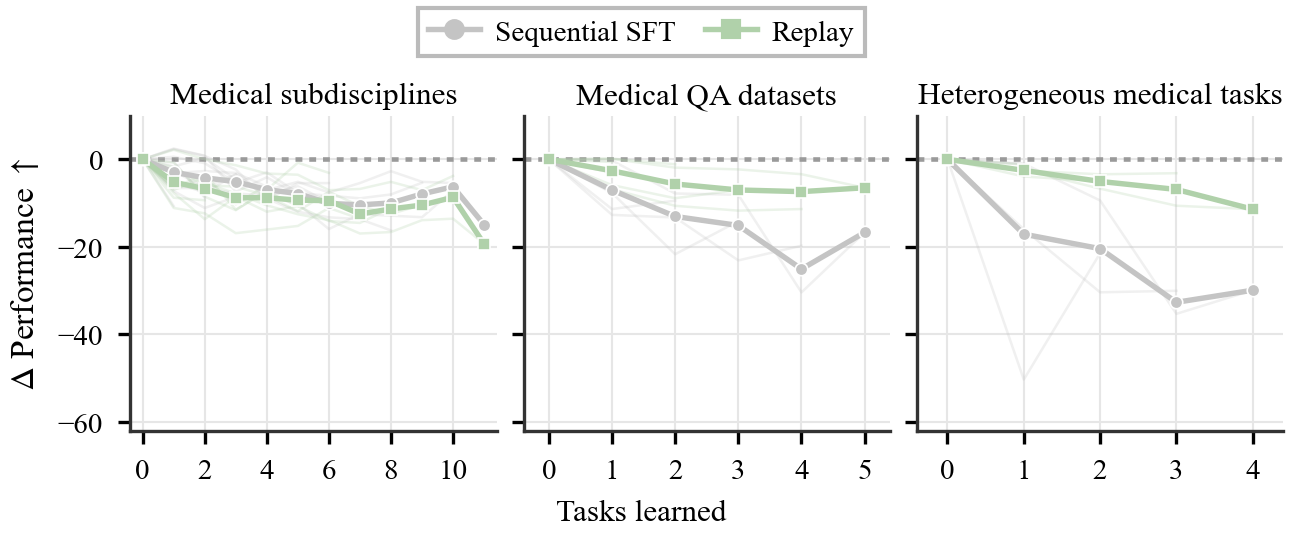 Sequential SFT Replay
Medical subdisciplines
Medical QA datasets
Heterogeneous medical tasks
Δ Performance ↑
0
−20
−40
−60
0 2 4 6 8 10
0 1 2 3 4 5
0 1 2 3 4
Tasks learned